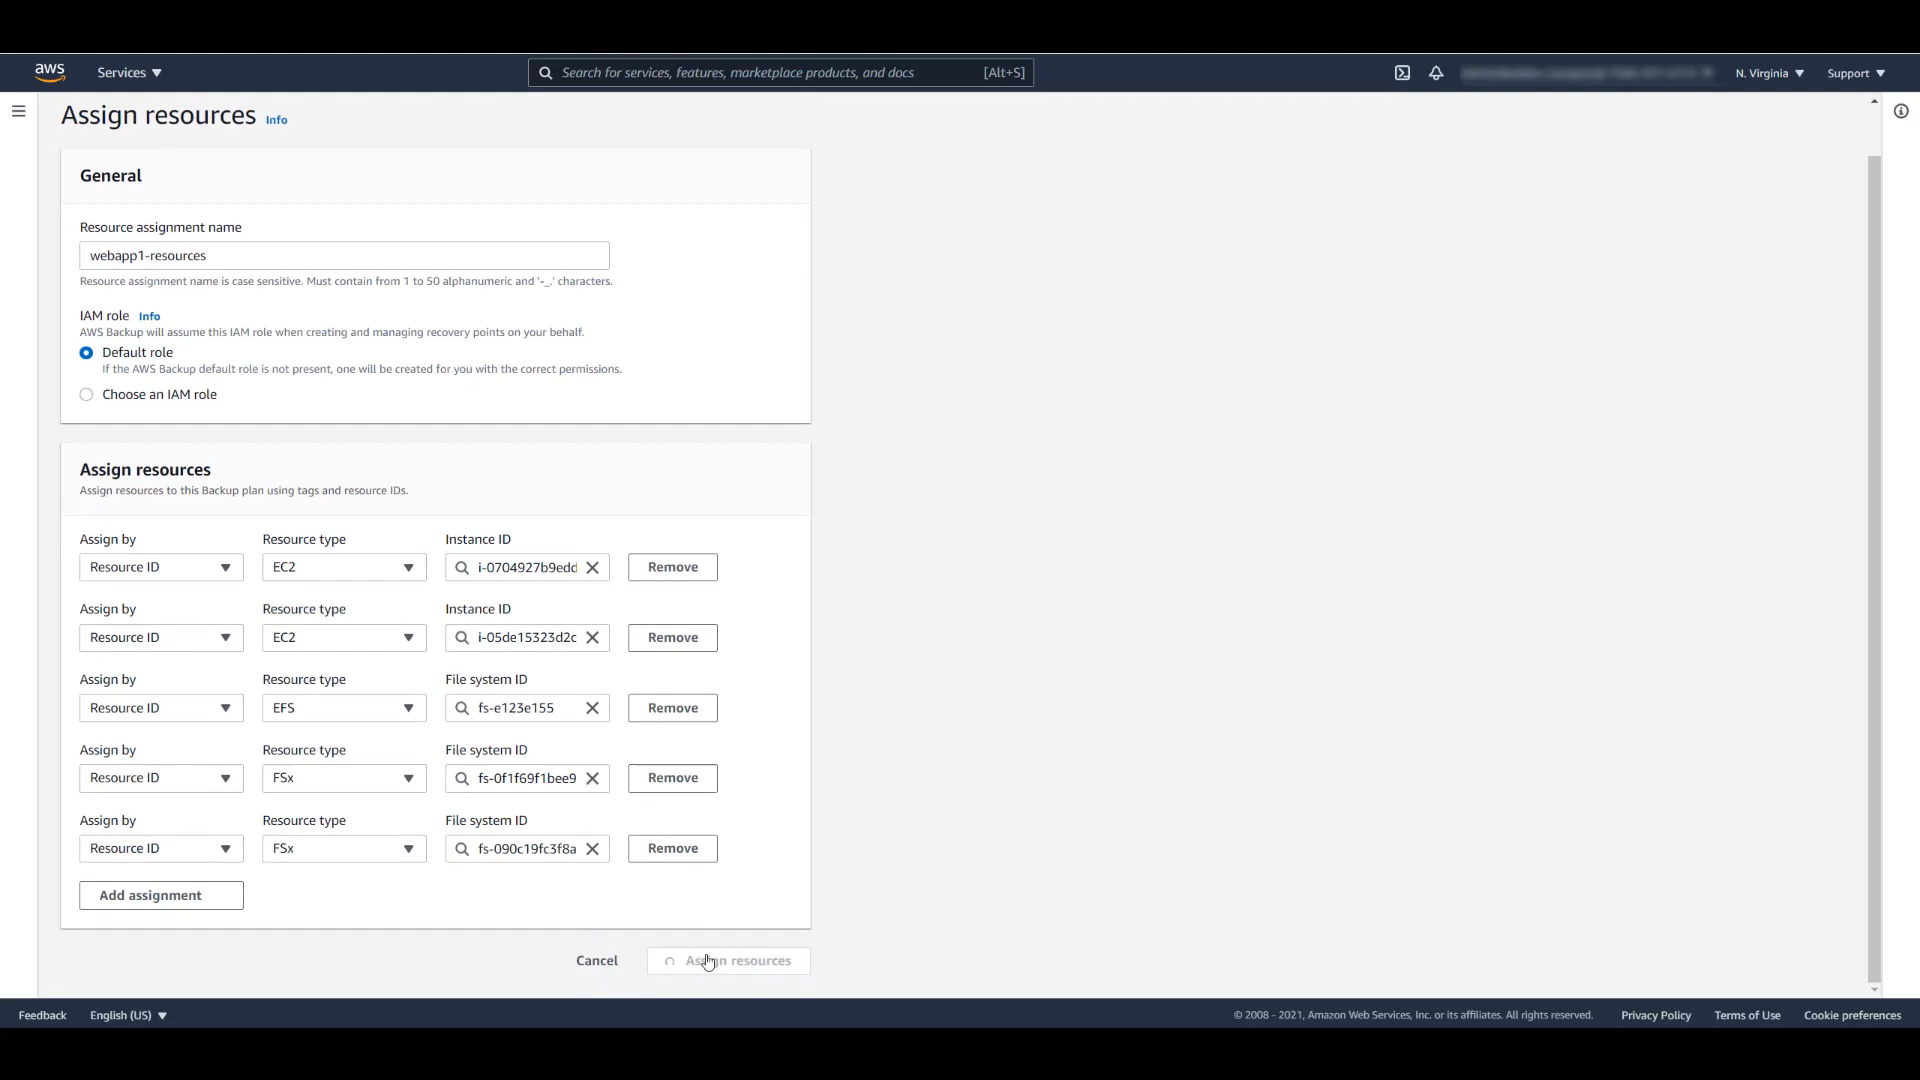 aws
Services
Search for services, features, marketplace products, and docs
[Alt+S]
N. Virginia
Support
Assign resources Info
General
Resource assignment name
webapp1-resources
Resource assignment name is case sensitive. Must contain from 1 to 50 alphanumeric and '-_.' characters.
IAM role Info
AWS Backup will assume this IAM role when creating and managing recovery points on your behalf.
Default role
If the AWS Backup default role is not present, one will be created for you with the correct permissions.
Choose an IAM role
Assign resources
Assign resources to this Backup plan using tags and resource IDs.
Assign by Resource type Instance ID
Resource ID EC2 i-0704927b9edd Remove
Assign by Resource type Instance ID
Resource ID EC2 i-05de15323d2c Remove
Assign by Resource type File system ID
Resource ID EFS fs-e123e155 Remove
Assign by Resource type File system ID
Resource ID FSx fs-0f1f69f1bee9 Remove
Assign by Resource type File system ID
Resource ID FSx fs-090c19fc3f8a Remove
Add assignment
Cancel Assign resources
Feedback English (US) © 2008 - 2021, Amazon Web Services, Inc. or its affiliates. All rights reserved. Privacy Policy Terms of Use Cookie preferences